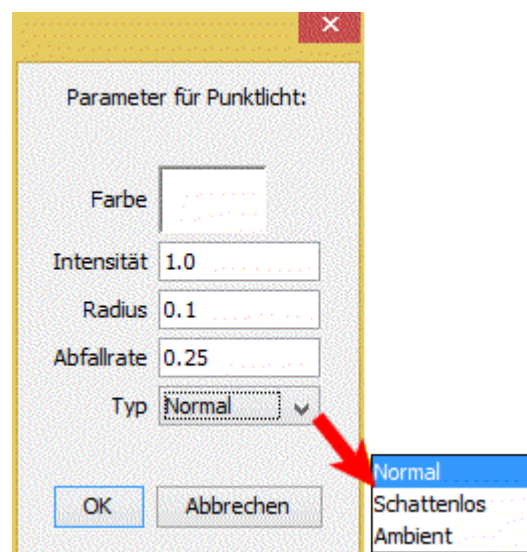 Parameter für Punktlicht:
Farbe
Intensität 1.0
Radius 0.1
Abfallrate 0.25
Typ Normal
OK Abbrechen
Normal
Schattenlos
Ambient